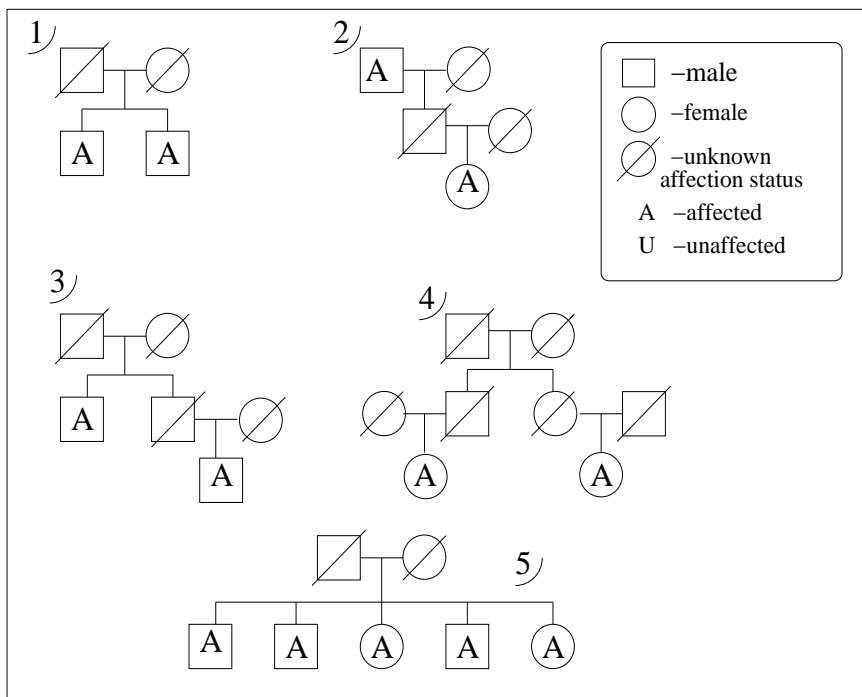 1
2
A
A A
A
−male
−female
−unknown
affection status
A −affected
U −unaffected
3
4
A
A
A A
5
A A A A A